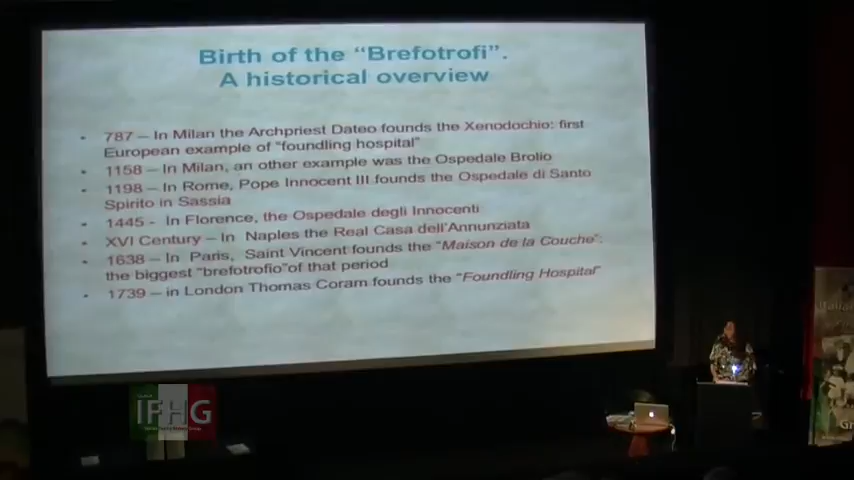 Birth of the “Brefotrofi”.
A historical overview
787 – In Milan the Archpriest Dateo founds the Xenodochio: first
European example of “foundling hospital”
1158 – In Milan, an other example was the Ospedale Brolio
1198 – In Rome, Pope Innocent III founds the Ospedale di Santo
Spirito in Sassia
1445 - In Florence, the Ospedale degli Innocenti
XVI Century – In Naples the Real Casa dell’Annunziata
1638 – In Paris, Saint Vincent founds the “Maison de la Couche”:
the biggest “brefotrofio”of that period
1739 – in London Thomas Coram founds the “Foundling Hospital”
IFHG